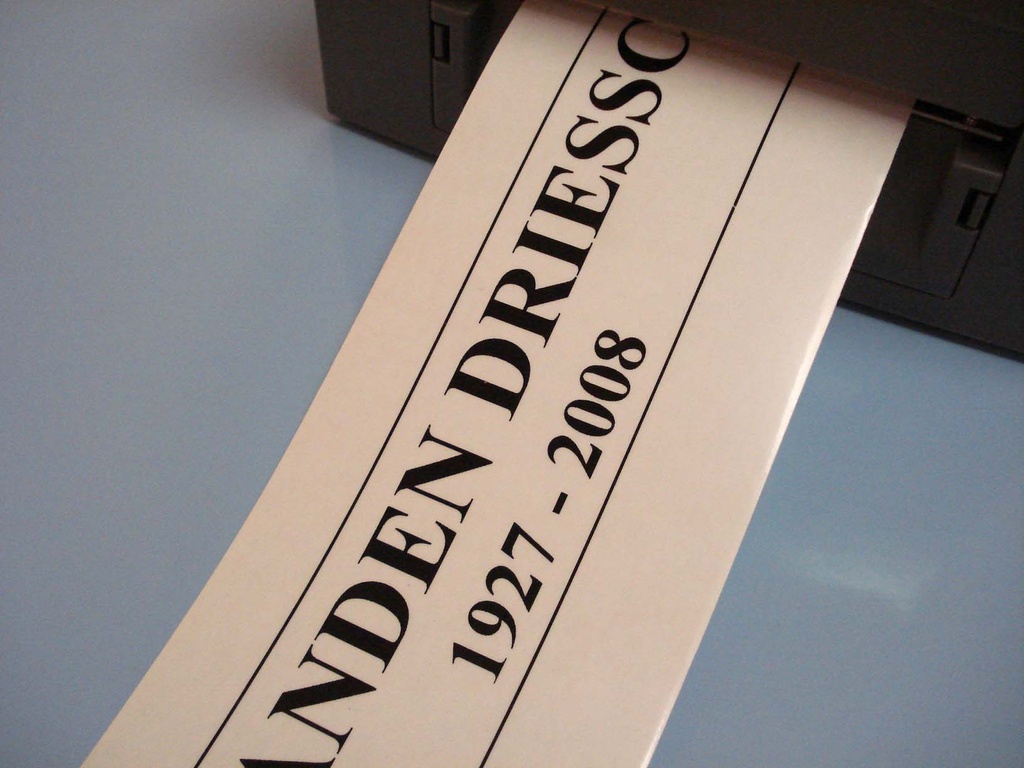 ANDEN DRIESSC
1927 - 2008